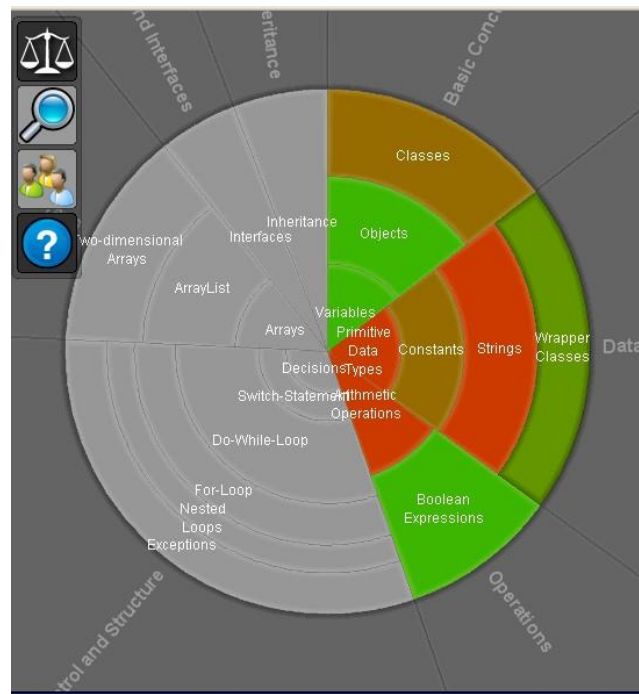 and Interfaces
eritance
Basic Conc
Classes
Objects
Variables
Inheritance
Interfaces
Two-dimensional
Arrays
ArrayList
Arrays
Primitive
Data
Types
Constants
Strings
Wrapper
Classes
Data
Decisions
Switch-Statement
Arithmetic
Operations
Do-While-Loop
For-Loop
Nested
Loops
Exceptions
Boolean
Expressions
Operations
trol and Structure
?